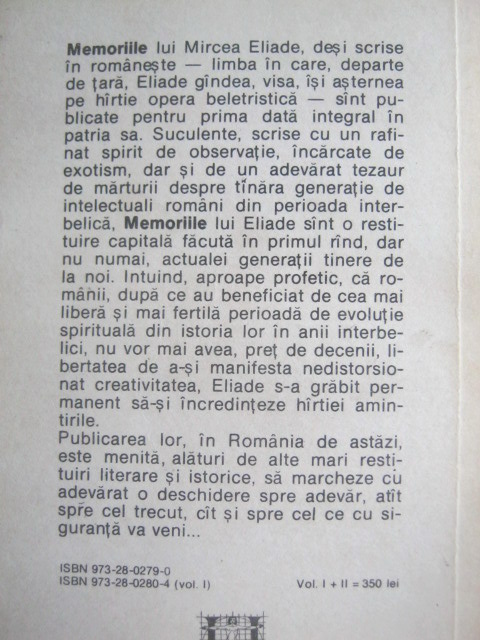 Memoriile lui Mircea Eliade, deși scrise
în românește — limba în care, departe
de țară, Eliade gîndea, visa, își așternea
pe hîrtie opera beletristică — sînt pu-
blicate pentru prima dată integral în
patria sa. Suculente, scrise cu un rafi-
nat spirit de observație, încărcate de
exotism, dar și de un adevărat tezaur
de mărturii despre tînăra generație de
intelectuali români din perioada inter-
belică, Memoriile lui Eliade sînt o resti-
tuire capitală făcută în primul rînd, dar
nu numai, actualei generații tinere de
la noi. Intuind, aproape profetic, că ro-
mânii, după ce au beneficiat de cea mai
liberă și mai fertilă perioadă de evoluție
spirituală din istoria lor în anii interbe-
lici, nu vor mai avea, preț de decenii, li-
bertatea de a-și manifesta nedistorsio-
nat creativitatea, Eliade s-a grăbit per-
manent să-și încredințeze hîrtiei amin-
tirile.
Publicarea lor, în România de astăzi,
este menită, alături de alte mari resti-
tuiri literare și istorice, să marcheze cu
adevărat o deschidere spre adevăr, atît
spre cel trecut, cît și spre cel ce cu si-
guranță va veni...
ISBN 973-28-0279-0
ISBN 973-28-0280-4 (vol. I) Vol. I + II = 350 lei